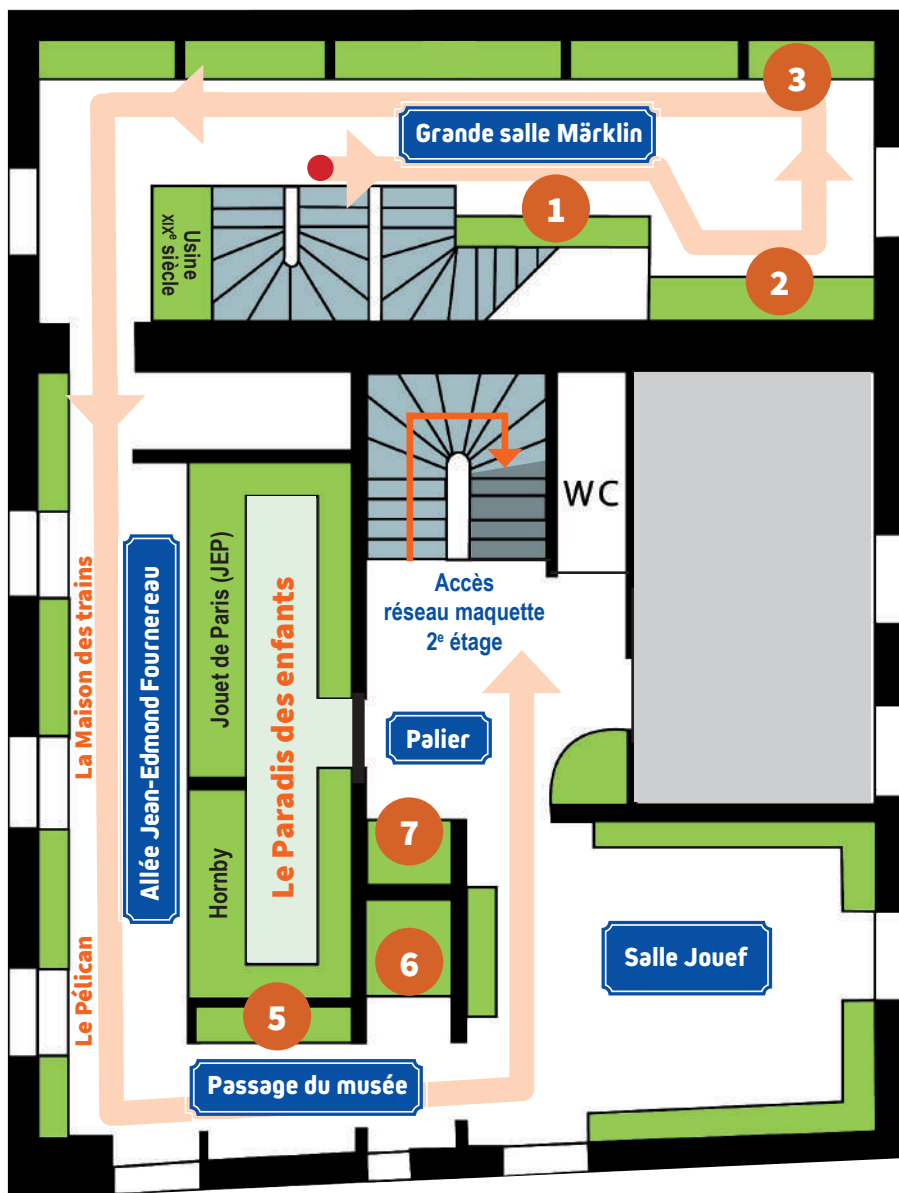 3
Grande salle Märklin
1
2
Usine
XIXᵉ siècle
WC
Accès
réseau maquette
2ᵉ étage
La Maison des trains
Allée Jean-Edmond Fournereau
Jouet de Paris (JEP)
Le Paradis des enfants
Palier
7
Hornby
6
Salle Jouef
Le Pélican
5
Passage du musée